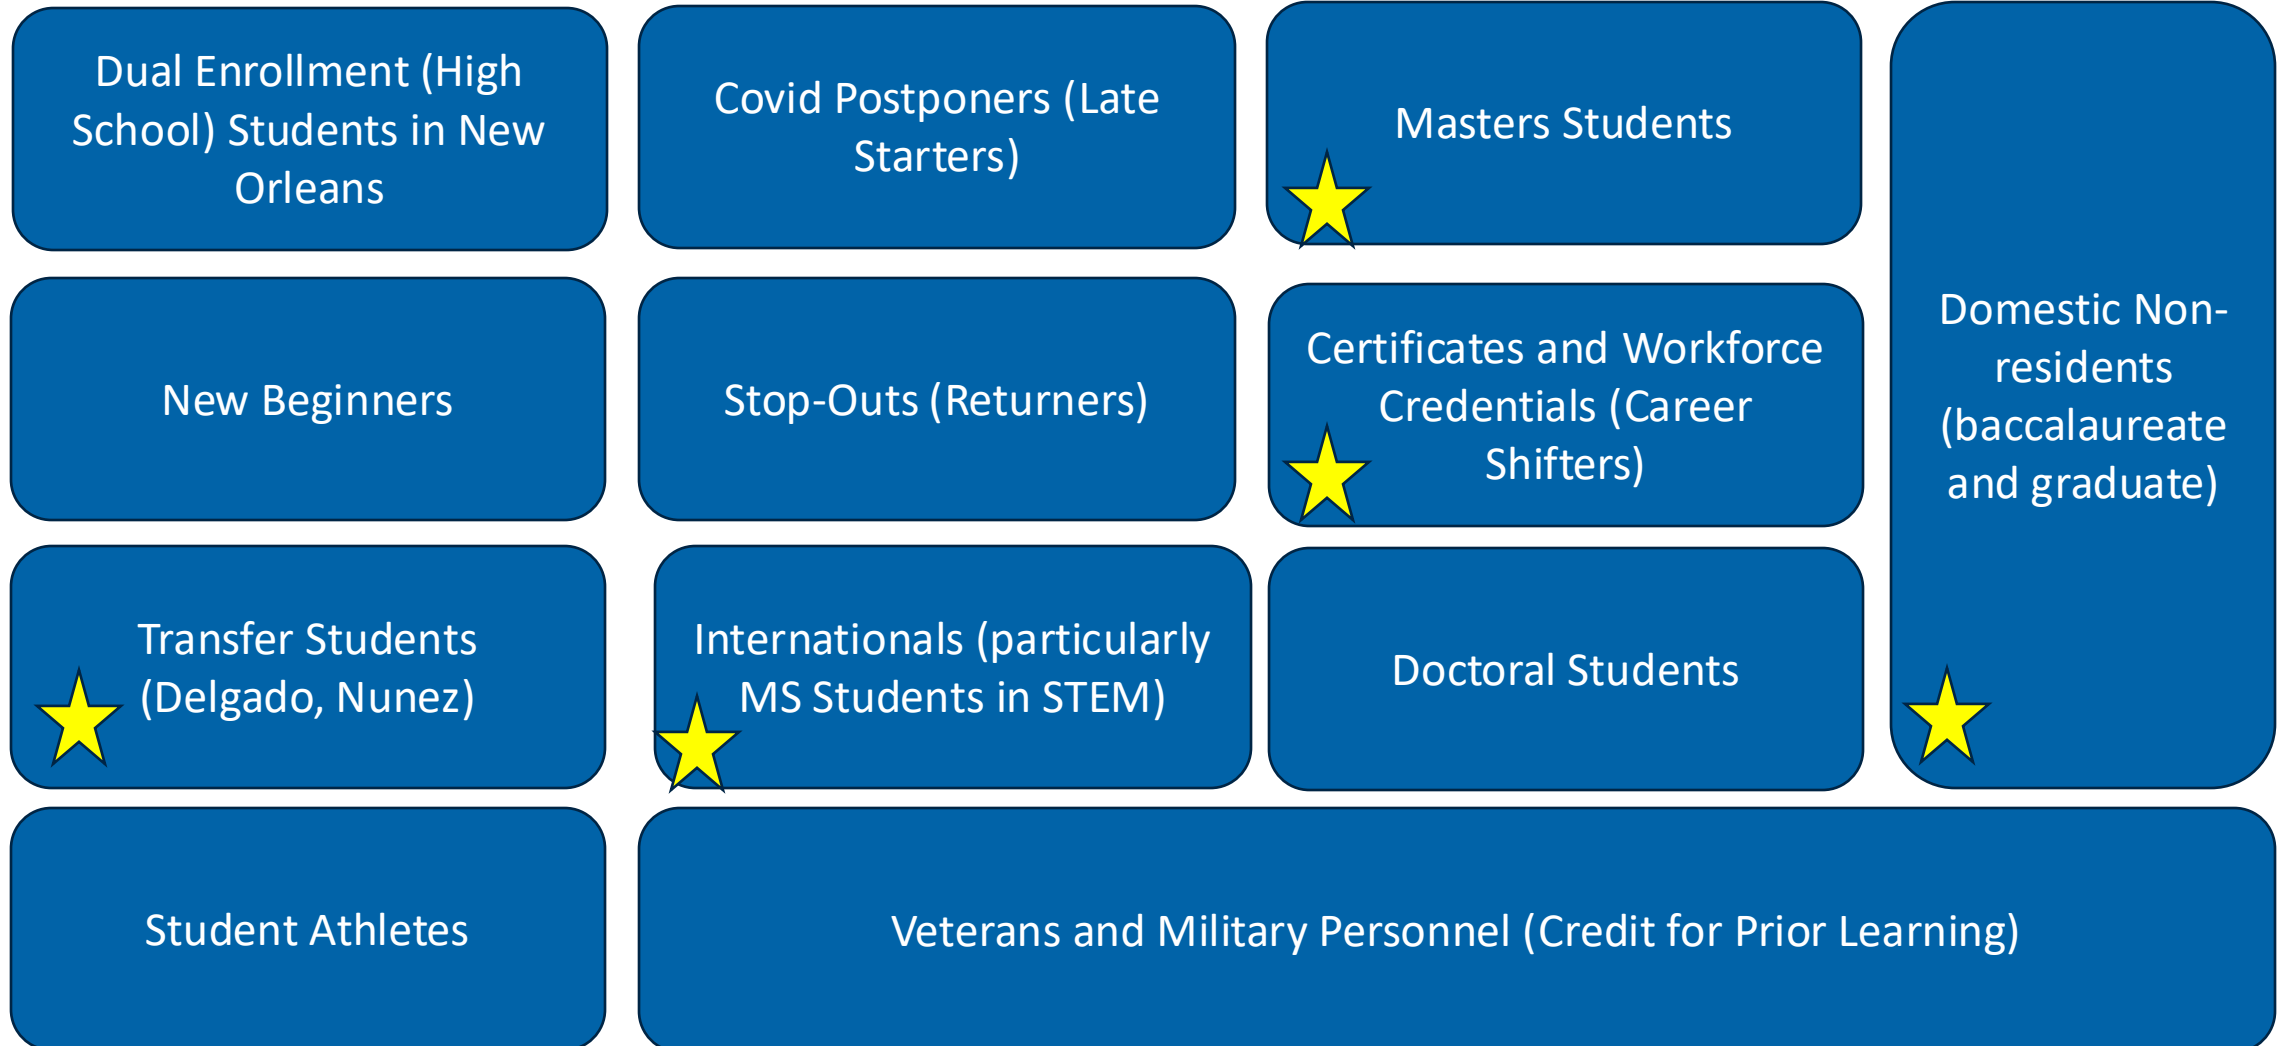 Dual Enrollment (High
School) Students in New
Orleans
Covid Postponers (Late
Starters)
Masters Students
Domestic Non-
residents
(baccalaureate
and graduate)
New Beginners
Stop-Outs (Returners)
Certificates and Workforce
Credentials (Career
Shifters)
Transfer Students
(Delgado, Nunez)
Internationals (particularly
MS Students in STEM)
Doctoral Students
Student Athletes
Veterans and Military Personnel (Credit for Prior Learning)